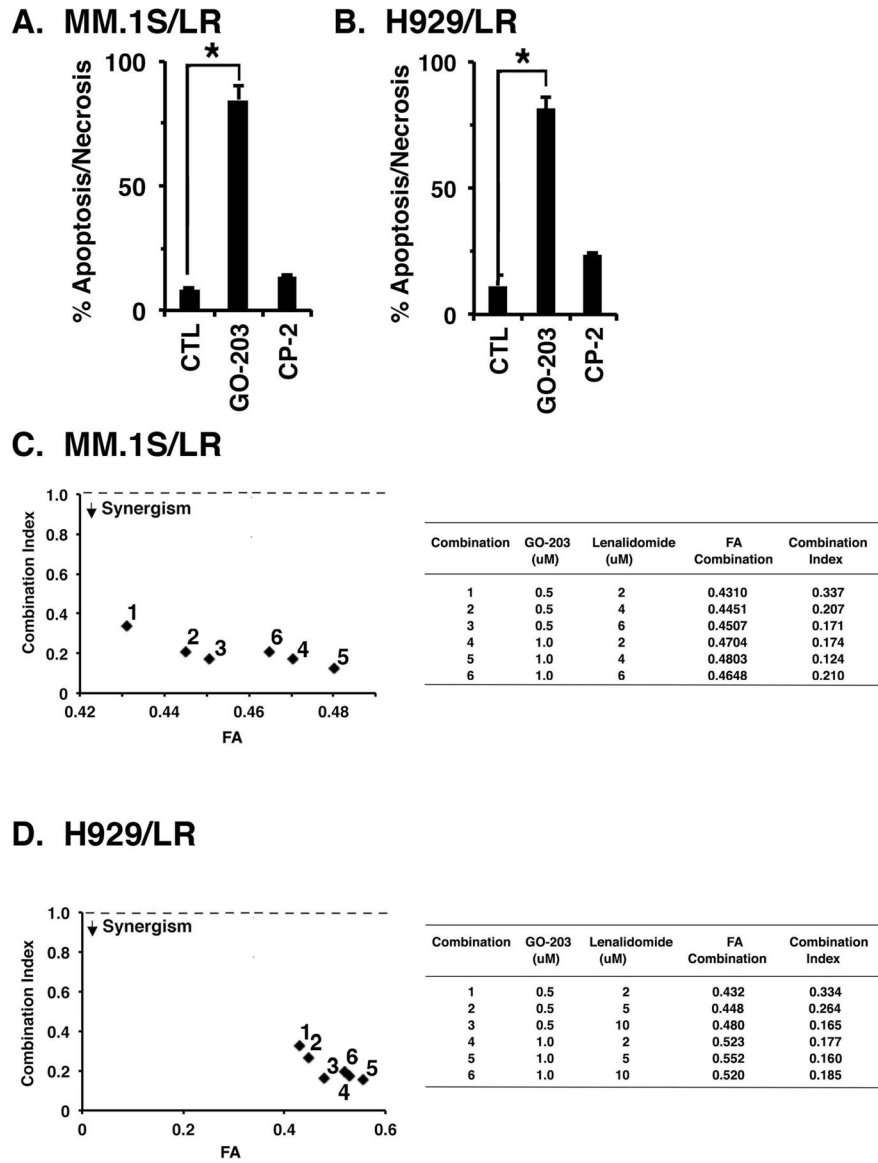 A. MM.1S/LR
% Apoptosis/Necrosis
100
50
0
*
CTL
GO-203
CP-2
B. H929/LR
% Apoptosis/Necrosis
100
50
0
*
CTL
GO-203
CP-2
C. MM.1S/LR
Combination Index
1.0
0.8
0.6
0.4
0.2
0
Synergism
1
2
3
6
4
5
0.42 0.44 0.46 0.48
FA
Combination GO-203 (uM) Lenalidomide (uM) FA Combination Combination Index
1 0.5 2 0.4310 0.337
2 0.5 4 0.4451 0.207
3 0.5 6 0.4507 0.171
4 1.0 2 0.4704 0.174
5 1.0 4 0.4803 0.124
6 1.0 6 0.4648 0.210
D. H929/LR
Combination Index
1.0
0.8
0.6
0.4
0.2
0
Synergism
1
2
3
6
5
4
0 0.2 0.4 0.6
FA
Combination GO-203 (uM) Lenalidomide (uM) FA Combination Combination Index
1 0.5 2 0.432 0.334
2 0.5 5 0.448 0.264
3 0.5 10 0.480 0.165
4 1.0 2 0.523 0.177
5 1.0 5 0.552 0.160
6 1.0 10 0.520 0.185